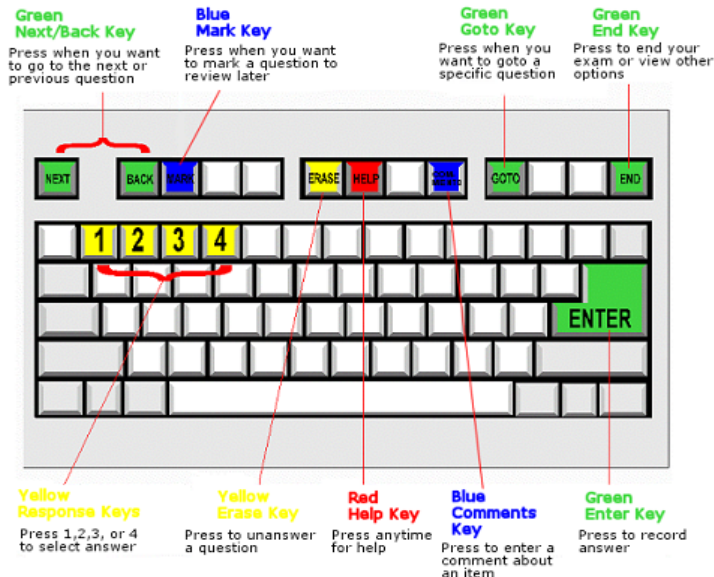 Green
Next/Back Key
Press when you want
to go to the next or
previous question
Blue
Mark Key
Press when you want
to mark a question to
review later
Green
Goto Key
Press when you
want to goto a
specific question
Green
End Key
Press to end your
exam or view other
options
NEXT
BACK
MARK
ERASE
HELP
GOTO
END
1
2
3
4
ENTER
Yellow
Response Keys
Press 1,2,3, or 4
to select answer
Yellow
Erase Key
Press to unanswer
a question
Red
Help Key
Press anytime
for help
Blue
Comments
Key
Press to enter a
comment about
an item
Green
Enter Key
Press to record
answer